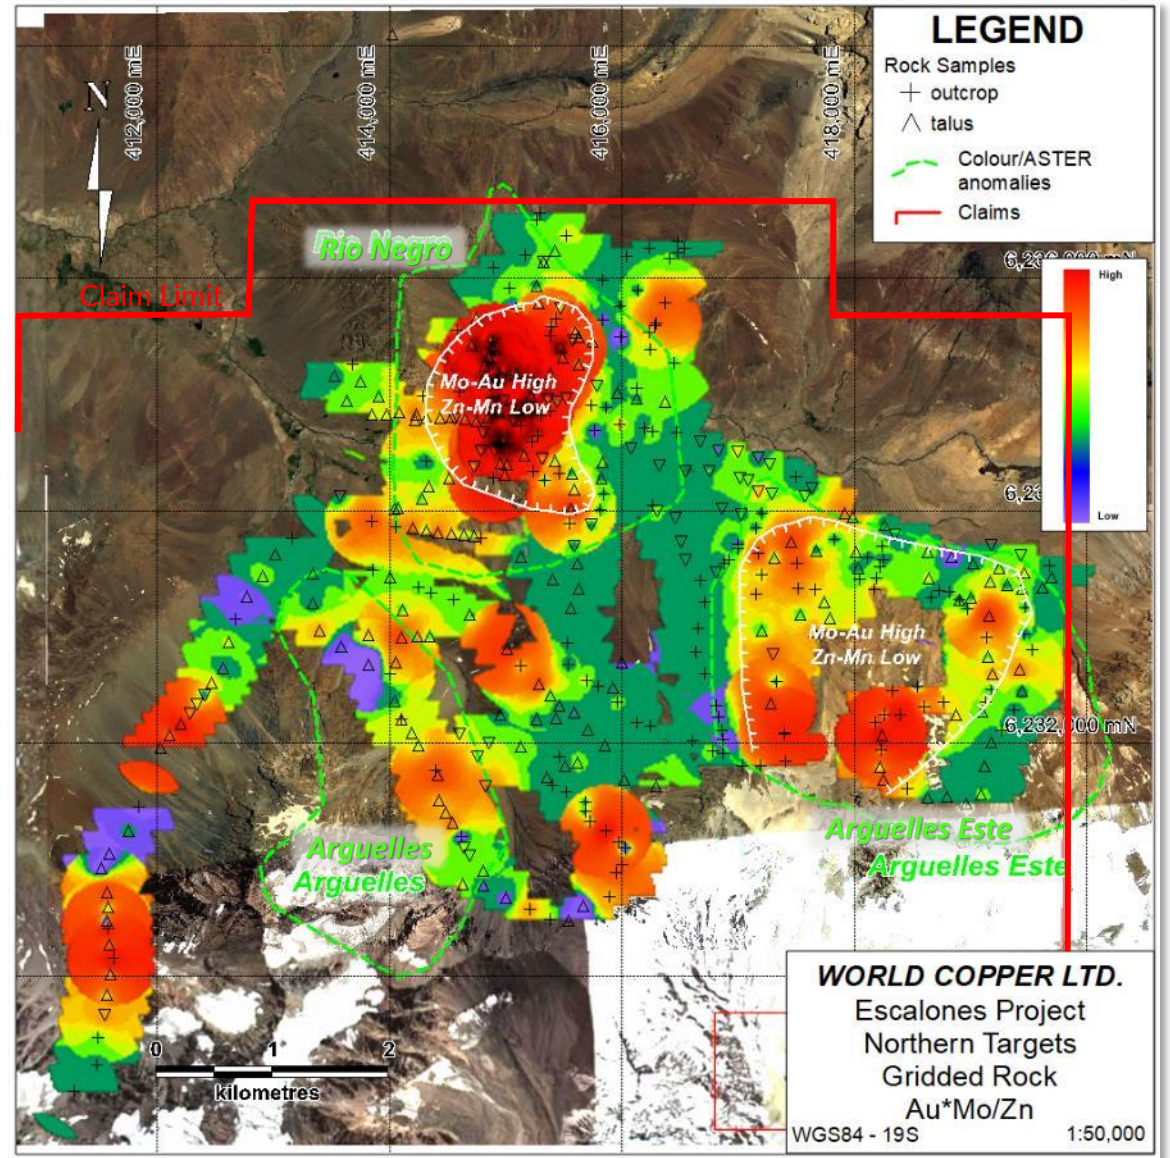 LEGEND
Rock Samples
outcrop
talus
Colour/ASTER
anomalies
Claims
N
412,000 mE
414,000 mE
416,000 mE
418,000 mE
Rio Negro
Claim Limit
High
Low
Mo-Au High
Zn-Mn Low
Mo-Au High
Zn-Mn Low
6,232,000 mN
Arguelles
Arguelles
Arguelles Este
Arguelles Este
0 1 2
kilometres
WORLD COPPER LTD.
Escalones Project
Northern Targets
Gridded Rock
Au*Mo/Zn
WGS84 - 19S 1:50,000